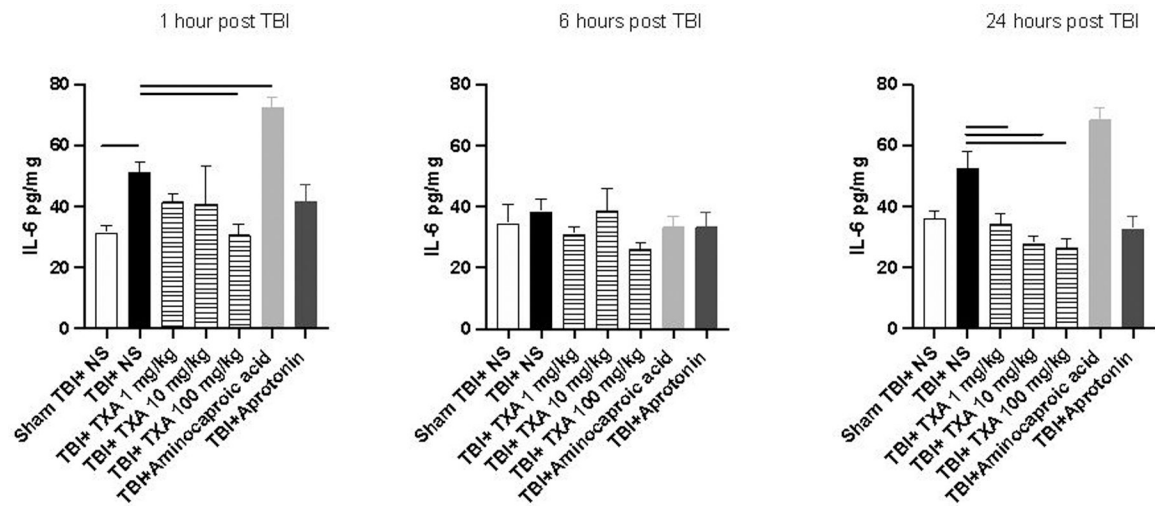 1 hour post TBI
IL-6 pg/mg
80
60
40
20
0
Sham TBI+ NS
TBI+ NS
TBI+ TXA 1 mg/kg
TBI+ TXA 10 mg/kg
TBI+ TXA 100 mg/kg
TBI+Aminocaproic acid
TBI+Aprotonin
6 hours post TBI
IL-6 pg/mg
80
60
40
20
0
Sham TBI+ NS
TBI+ NS
TBI+ TXA 1 mg/kg
TBI+ TXA 10 mg/kg
TBI+ TXA 100 mg/kg
TBI+Aminocaproic acid
TBI+Aprotonin
24 hours post TBI
IL-6 pg/mg
80
60
40
20
0
Sham TBI+ NS
TBI+ NS
TBI+ TXA 1 mg/kg
TBI+ TXA 10 mg/kg
TBI+ TXA 100 mg/kg
TBI+Aminocaproic acid
TBI+Aprotonin